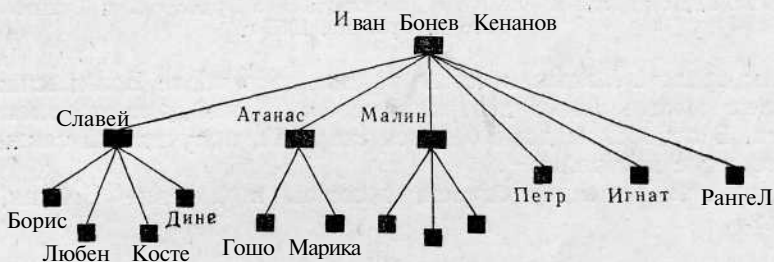 Иван Бонев Кенанов
Славей
Атанас
Малин
Петр
Игнат
РангеЛ
Борис
Дине
Любен
Косте
Гошо
Марика